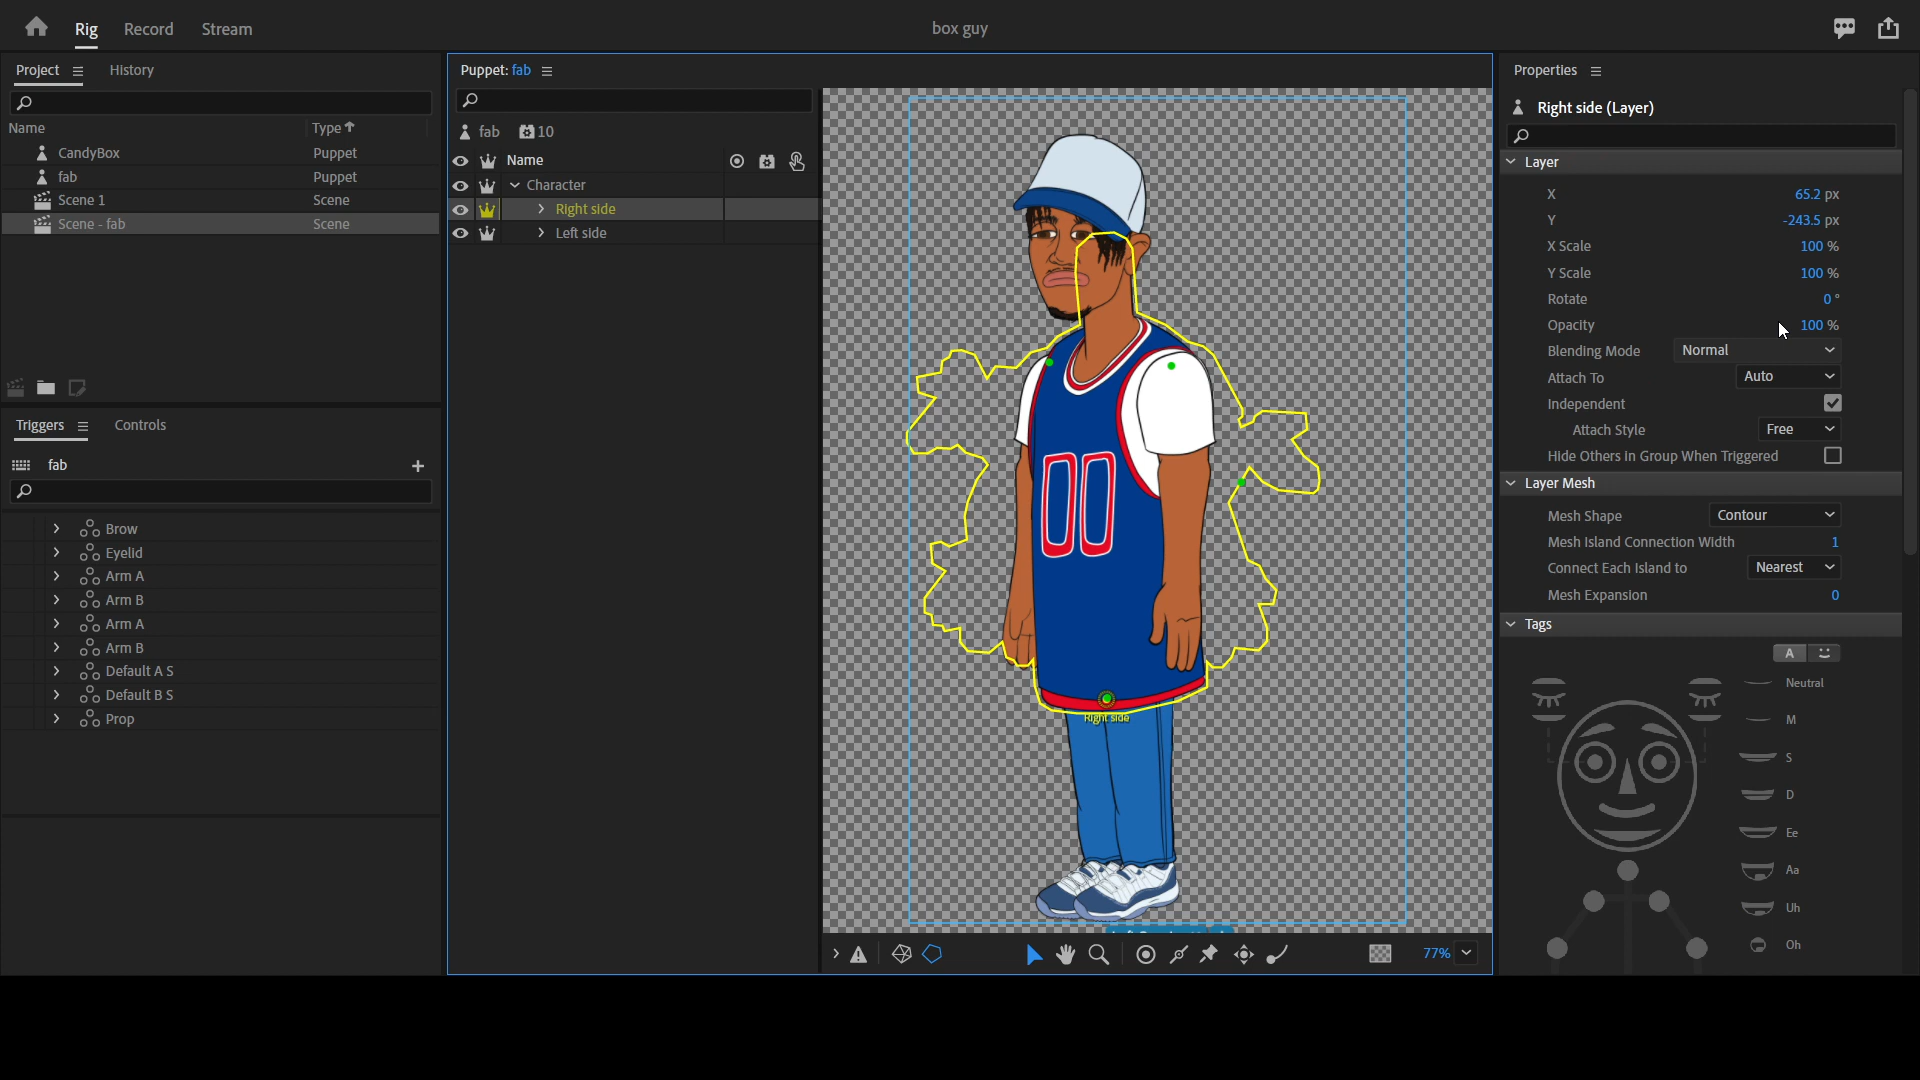 Rig
Record
Stream
box guy
Project
History
Name
Type
CandyBox
Puppet
fab
Puppet
Scene 1
Scene
Scene - fab
Scene
Triggers
Controls
fab
Brow
Eyelid
Arm A
Arm B
Arm A
Arm B
Default A S
Default B S
Prop
Puppet: fab
fab
10
Name
Character
Right side
Left side
00
Right side
77%
Properties
Right side (Layer)
Layer
X
65.2 px
Y
-243.5 px
X Scale
100 %
Y Scale
100 %
Rotate
0 °
Opacity
100 %
Blending Mode
Normal
Attach To
Auto
Independent
Attach Style
Free
Hide Others in Group When Triggered
Layer Mesh
Mesh Shape
Contour
Mesh Island Connection Width
1
Connect Each Island to
Nearest
Mesh Expansion
0
Tags
A
Neutral
M
S
D
Ee
Aa
Uh
Oh